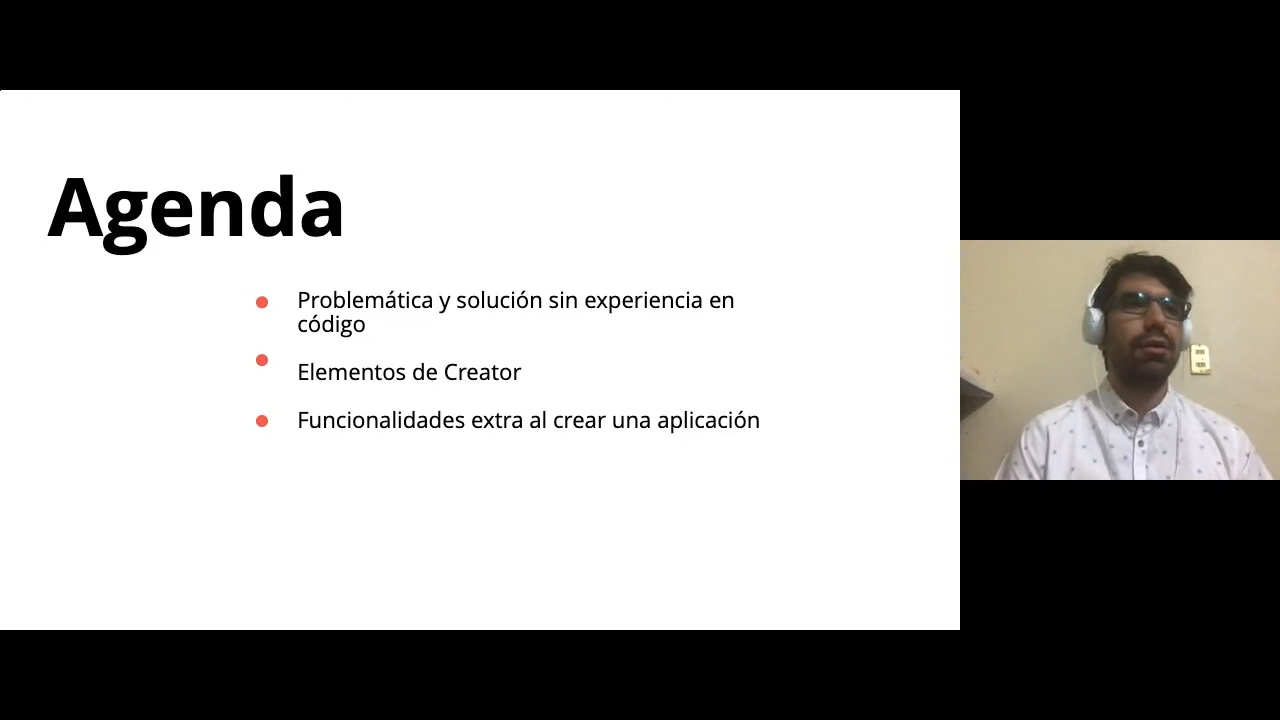 Agenda
Problemática y solución sin experiencia en
código
Elementos de Creator
Funcionalidades extra al crear una aplicación